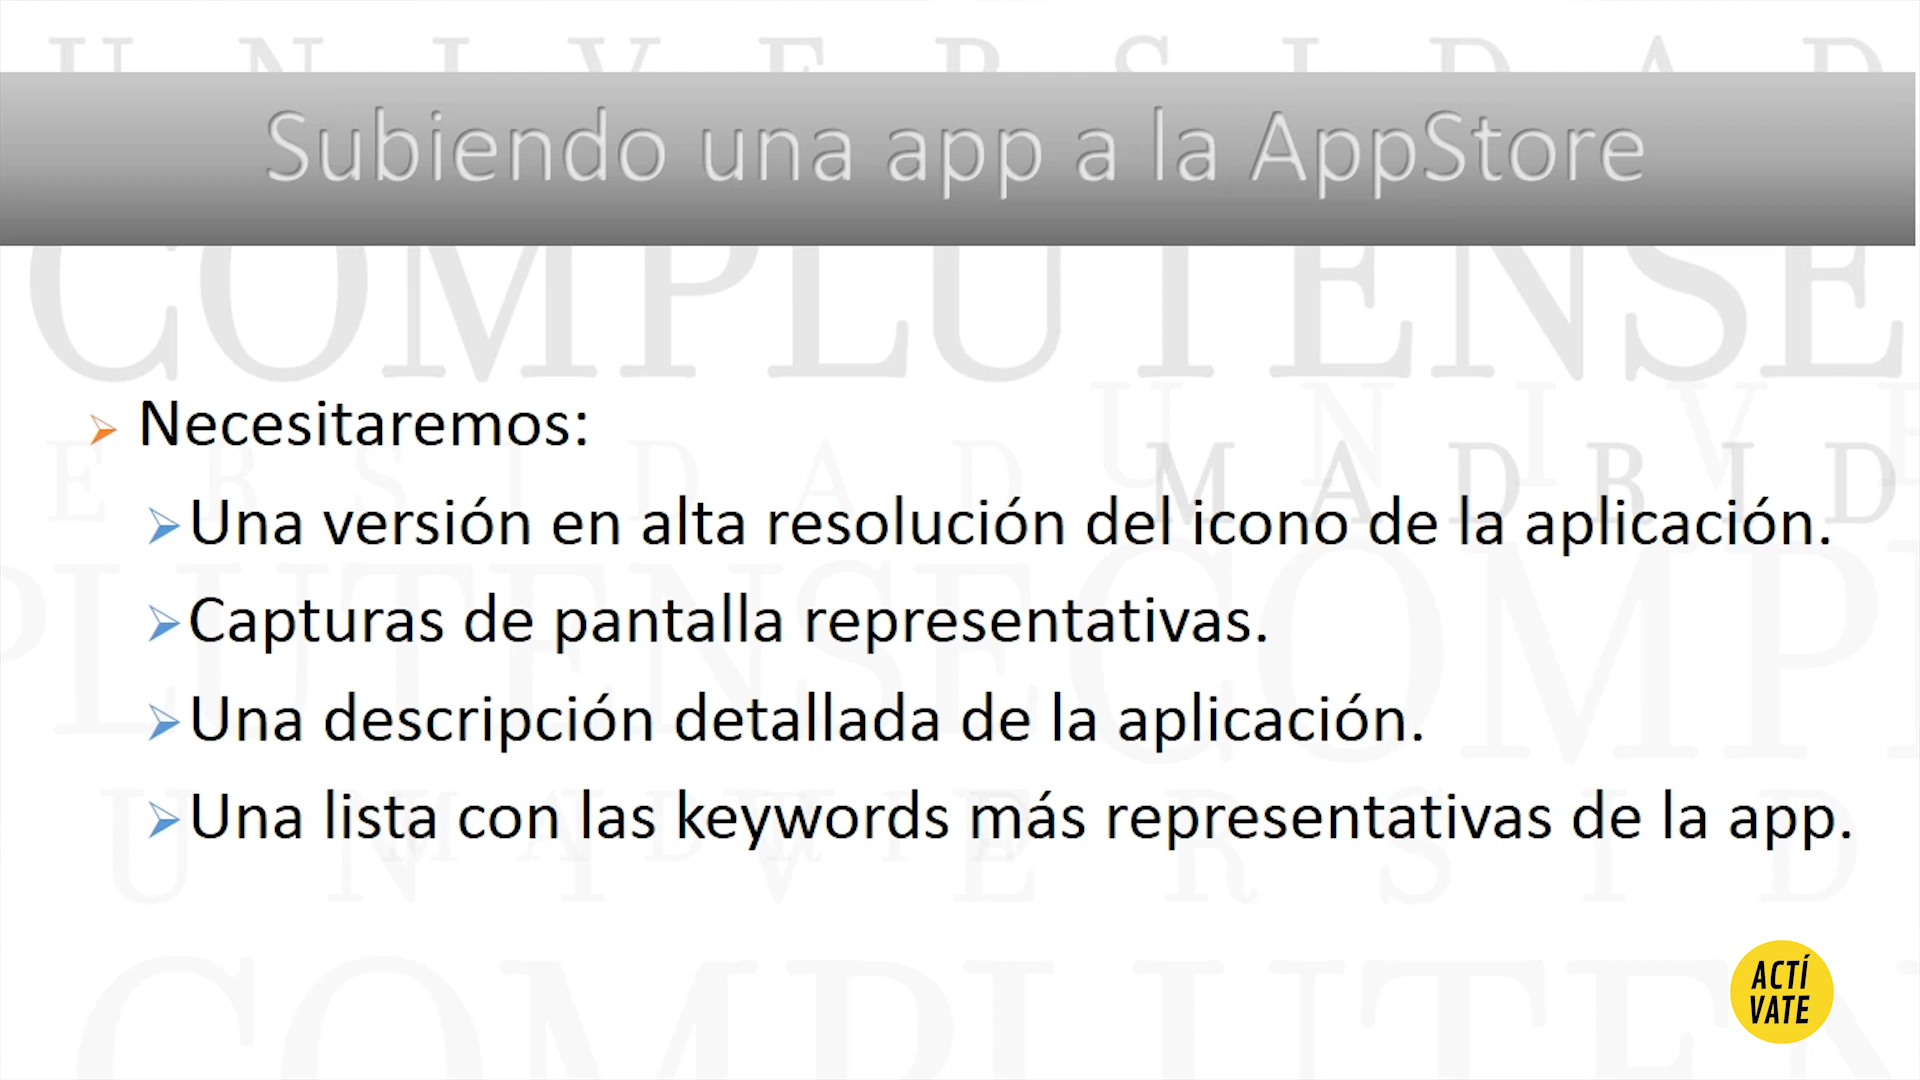 U N I V E R S I D A D
Subiendo una app a la AppStore
COMPLUTENSE
Necesitaremos:
MADRID
Una versión en alta resolución del icono de la aplicación.
Capturas de pantalla representativas.
Una descripción detallada de la aplicación.
Una lista con las keywords más representativas de la app.
ACTÍ
VATE